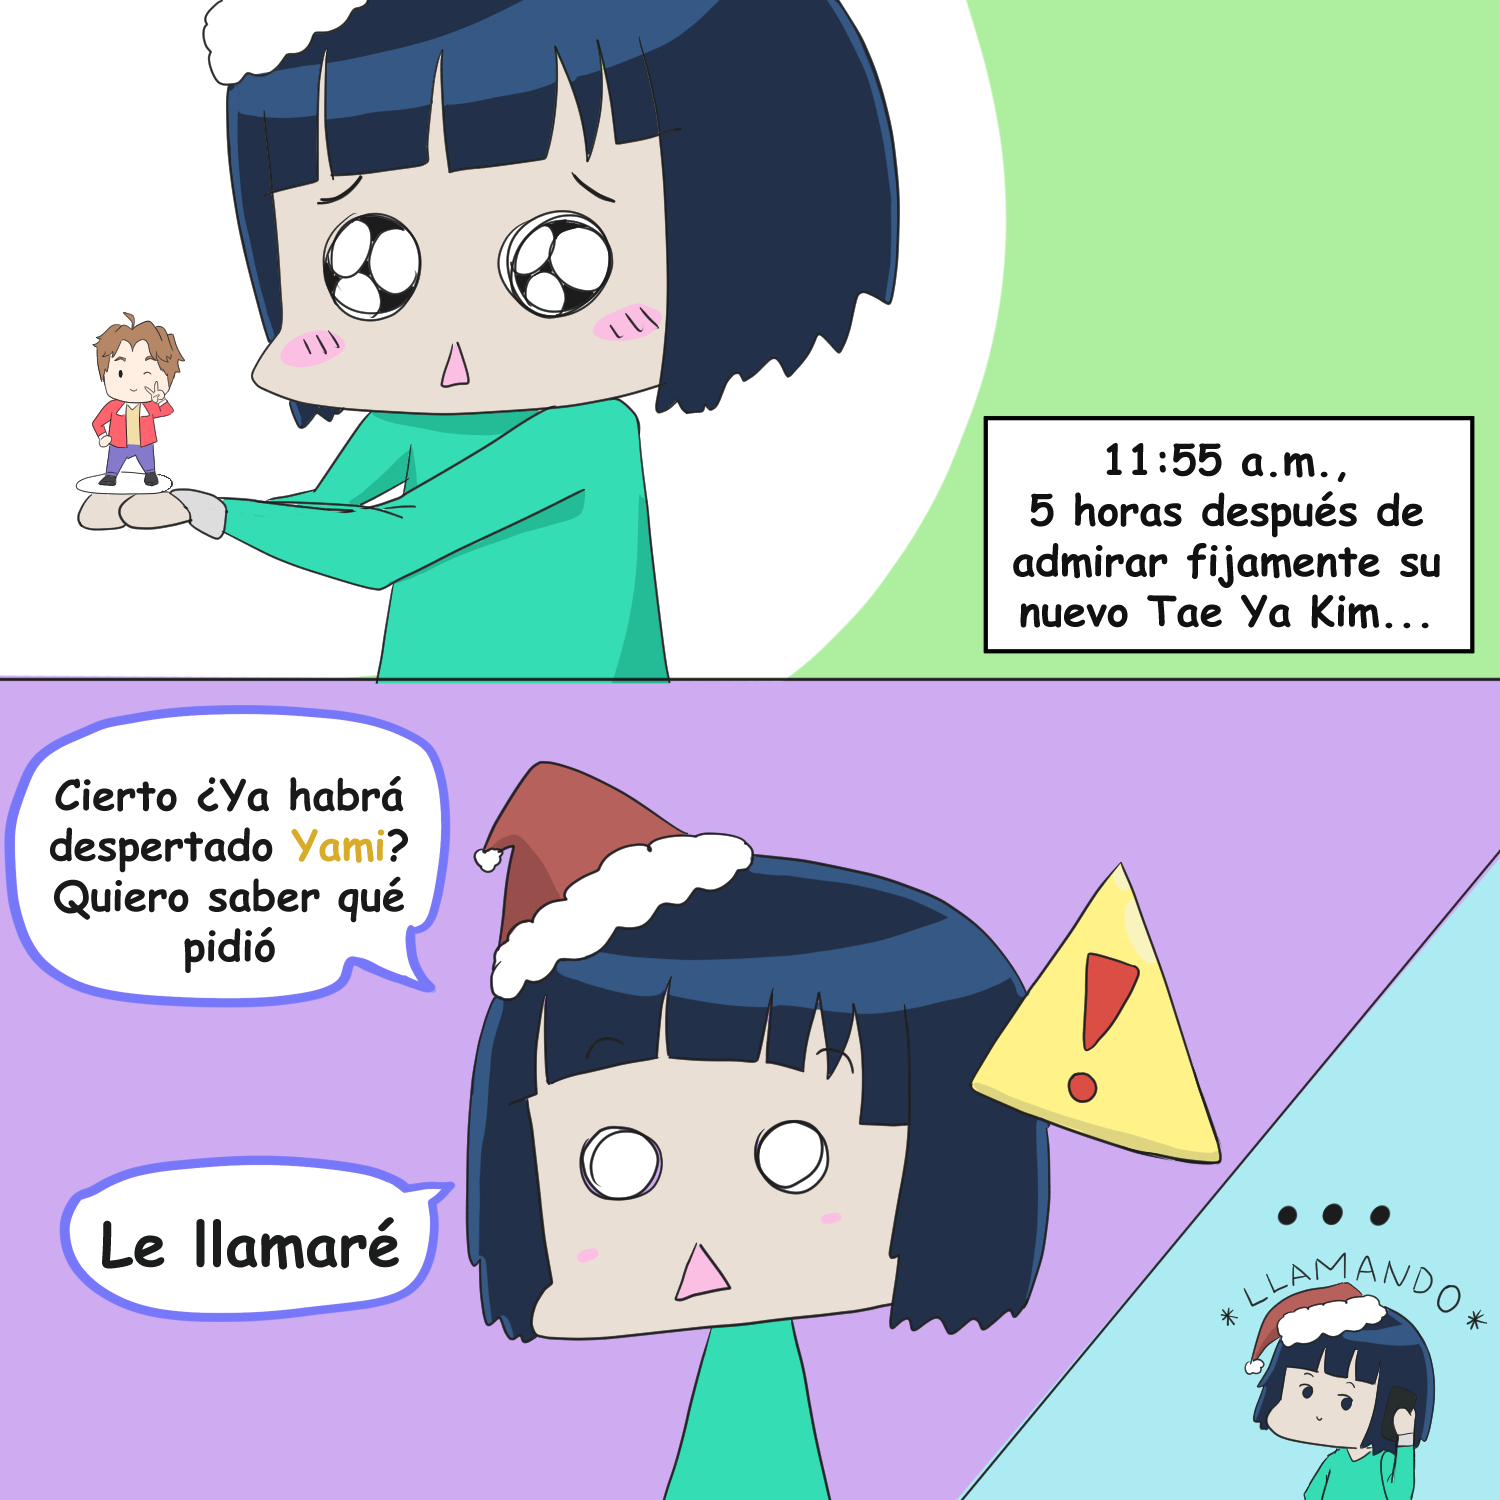 11:55 a.m.,
5 horas después de
admirar fijamente su
nuevo Tae Ya Kim...
Cierto ¿Ya habrá
despertado Yami?
Quiero saber qué
pidió
Le llamaré
...
*LLAMANDO*